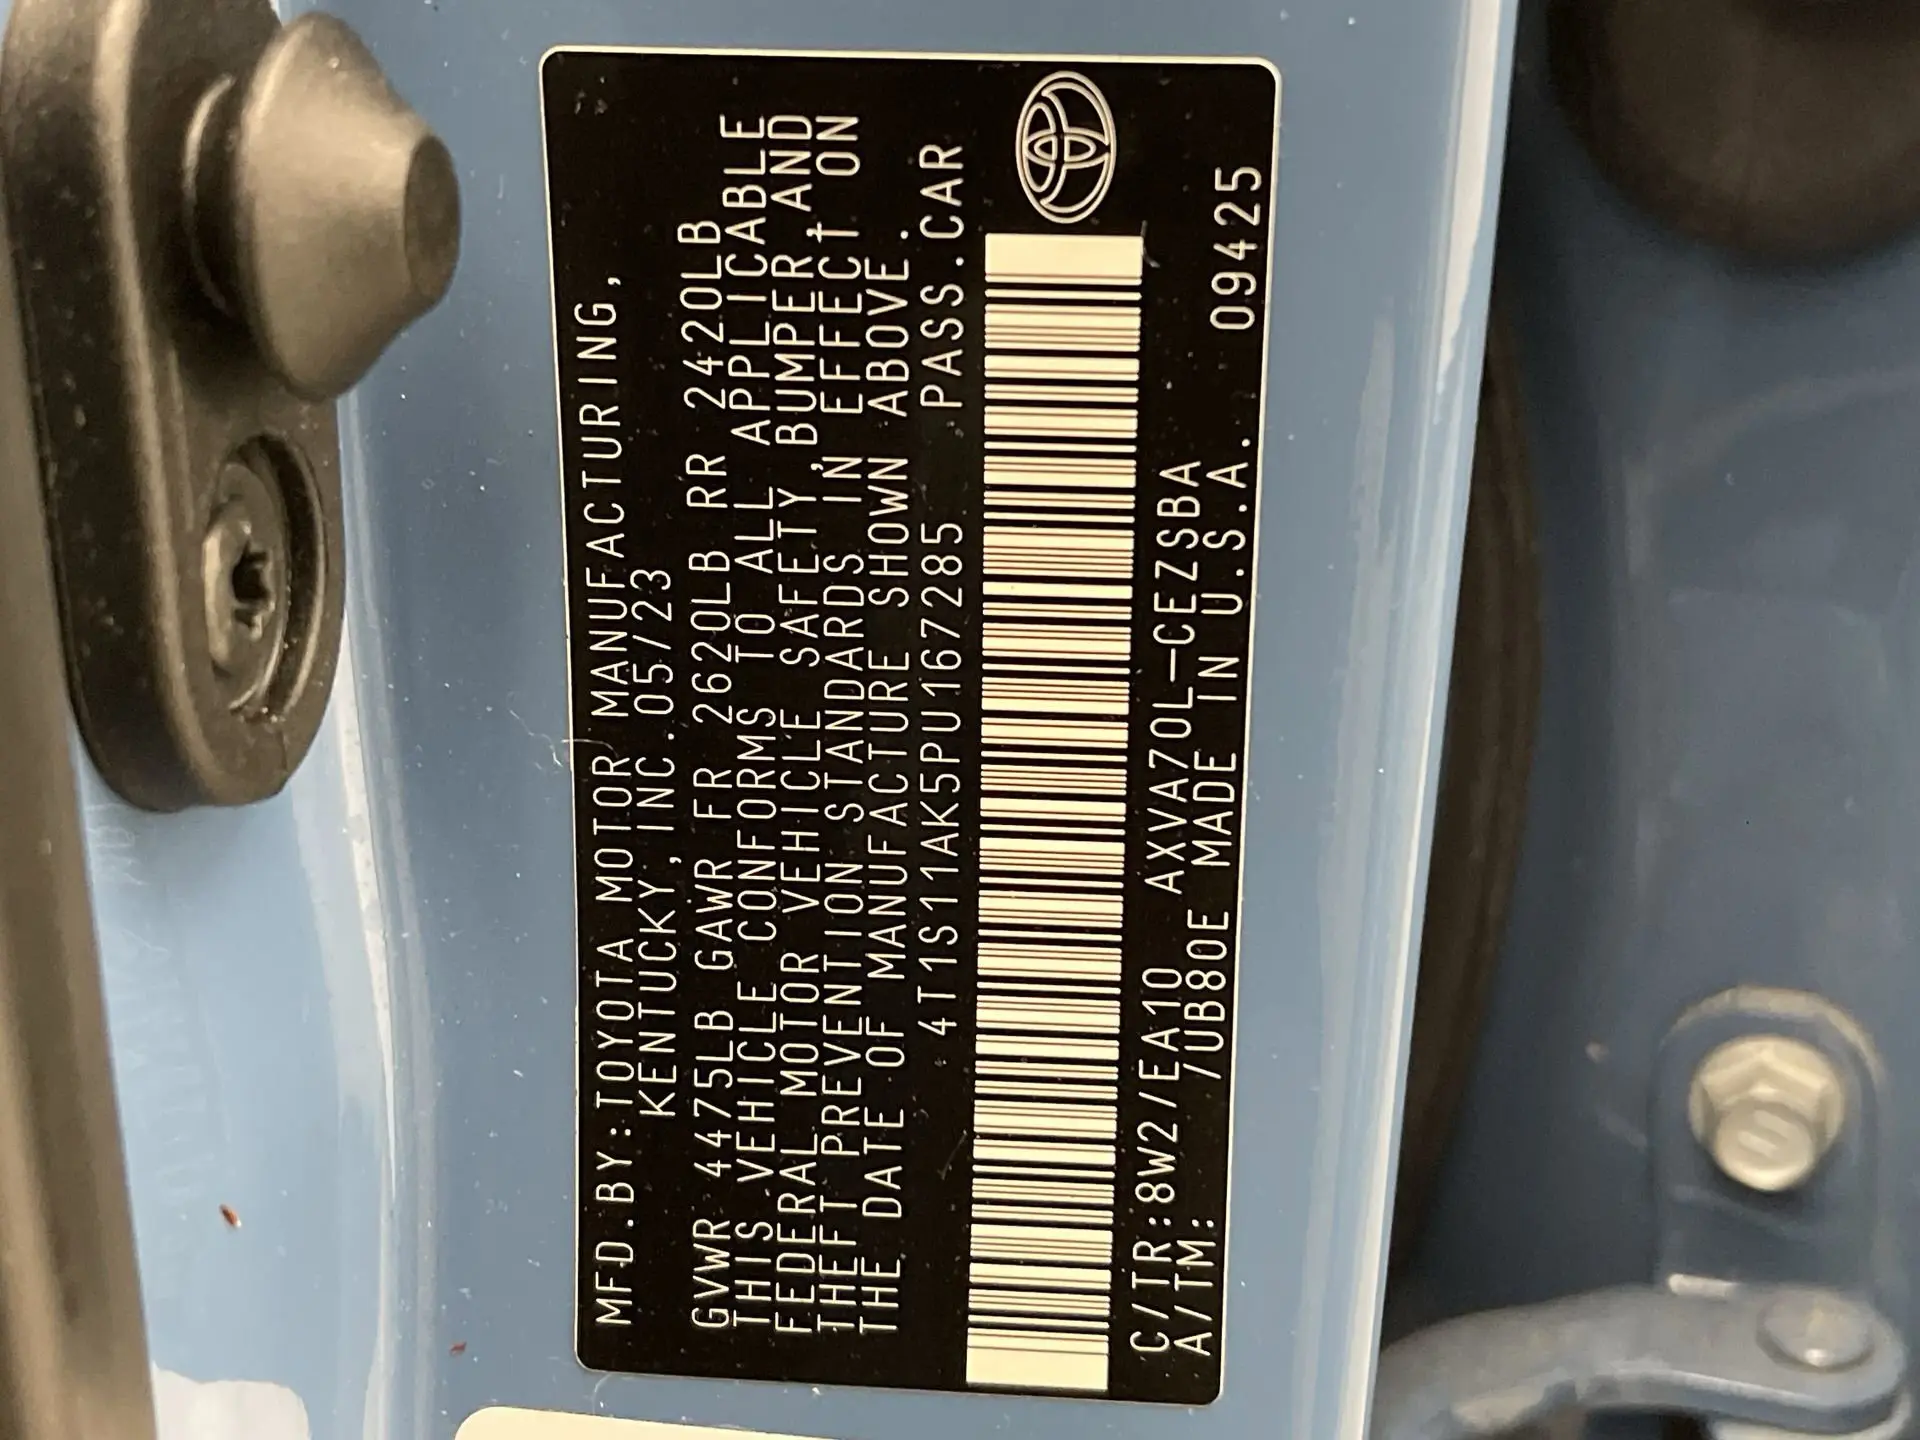 MFD.BY:TOYOTA MOTOR MANUFACTURING,
KENTUCKY, INC.05/23
GVWR 4475LB GAWR FR 2620LB RR 2420LB
THIS VEHICLE CONFORMS TO ALL APPLICABLE
FEDERAL MOTOR VEHICLE SAFETY,BUMPER,AND
THEFT PREVENTION STANDARDS IN EFFECT ON
THE DATE OF MANUFACTURE SHOWN ABOVE.
4T1S11AK5PU167285 PASS.CAR
C/TR:8W2/EA10 AXVA70L-CEZSBA
A/TM: /UB80E MADE IN U.S.A. 09425